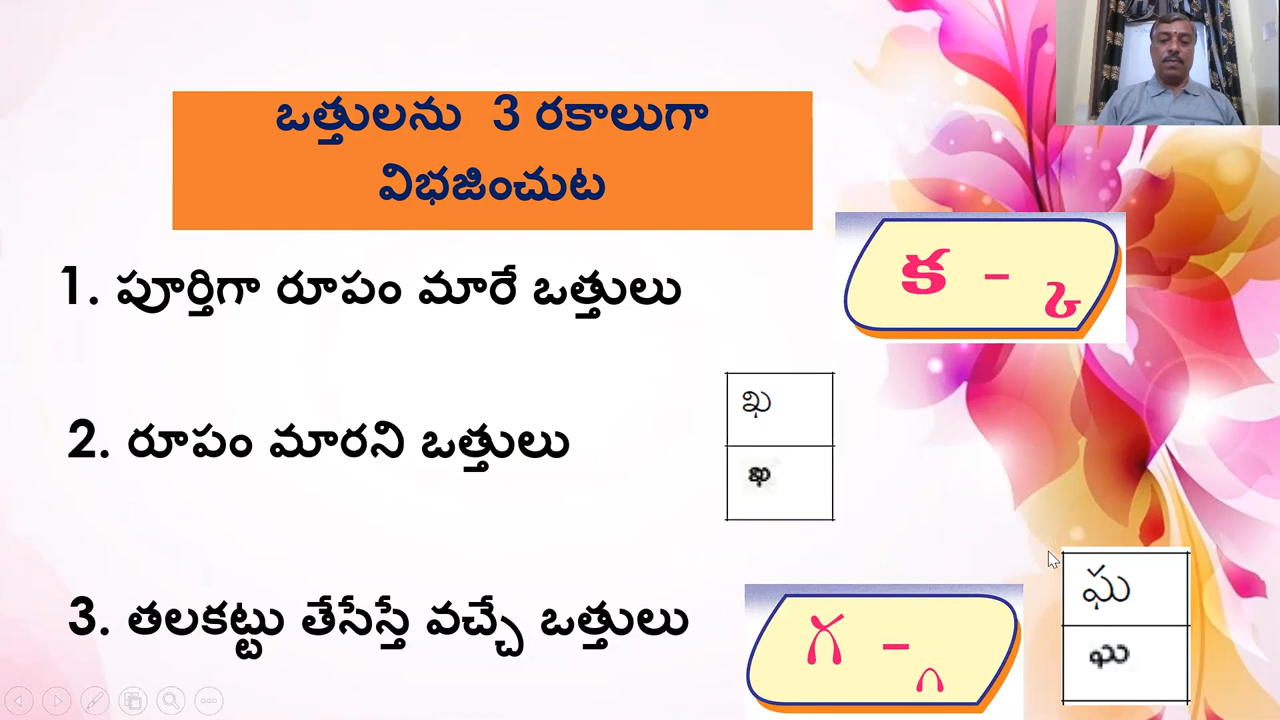 ఒత్తులను 3 రకాలుగా
విభజించుట
1. పూర్తిగా రూపం మారే ఒత్తులు
క - ్క
2. రూపం మారని ఒత్తులు
ఖ
్ఖ
3. తలకట్టు తేసేస్తే వచ్చే ఒత్తులు
గ - ్గ
ఘ
్ఘ